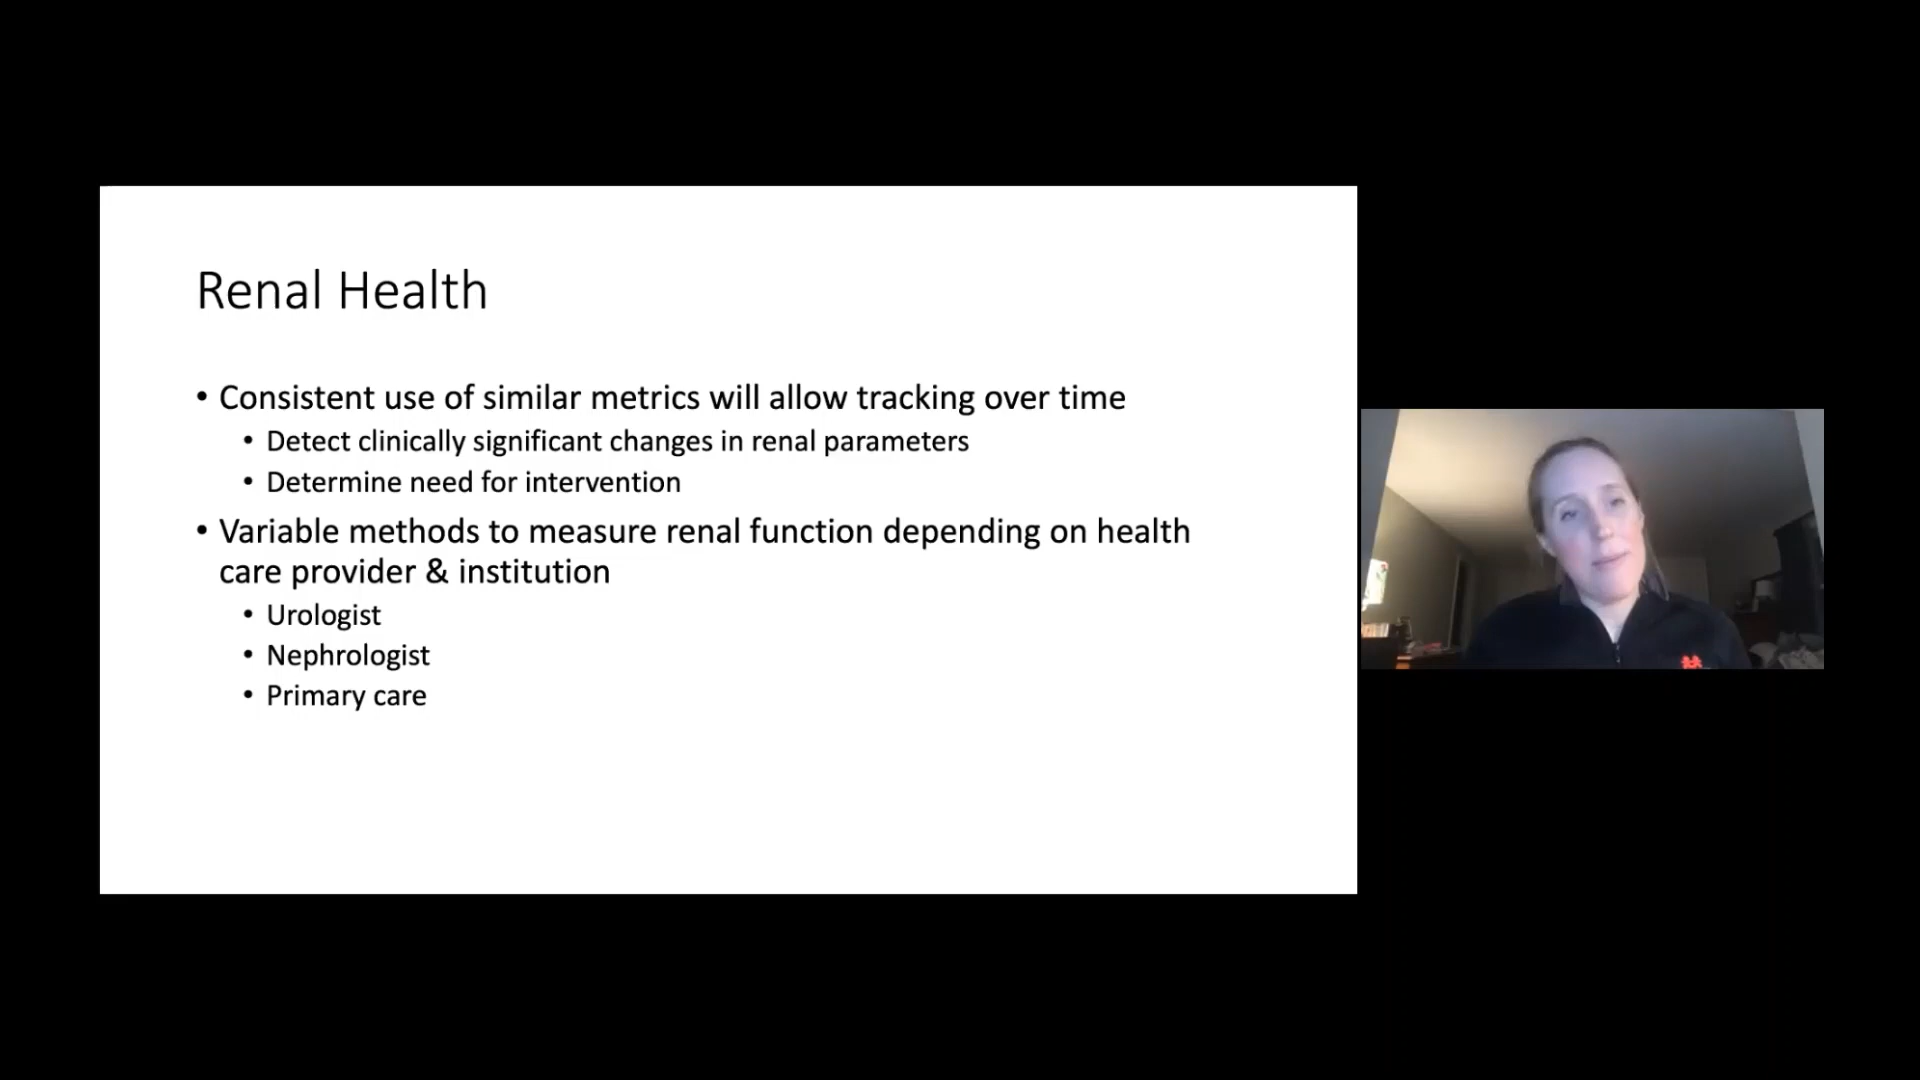 Renal Health
• Consistent use of similar metrics will allow tracking over time
• Detect clinically significant changes in renal parameters
• Determine need for intervention
• Variable methods to measure renal function depending on health
care provider & institution
• Urologist
• Nephrologist
• Primary care